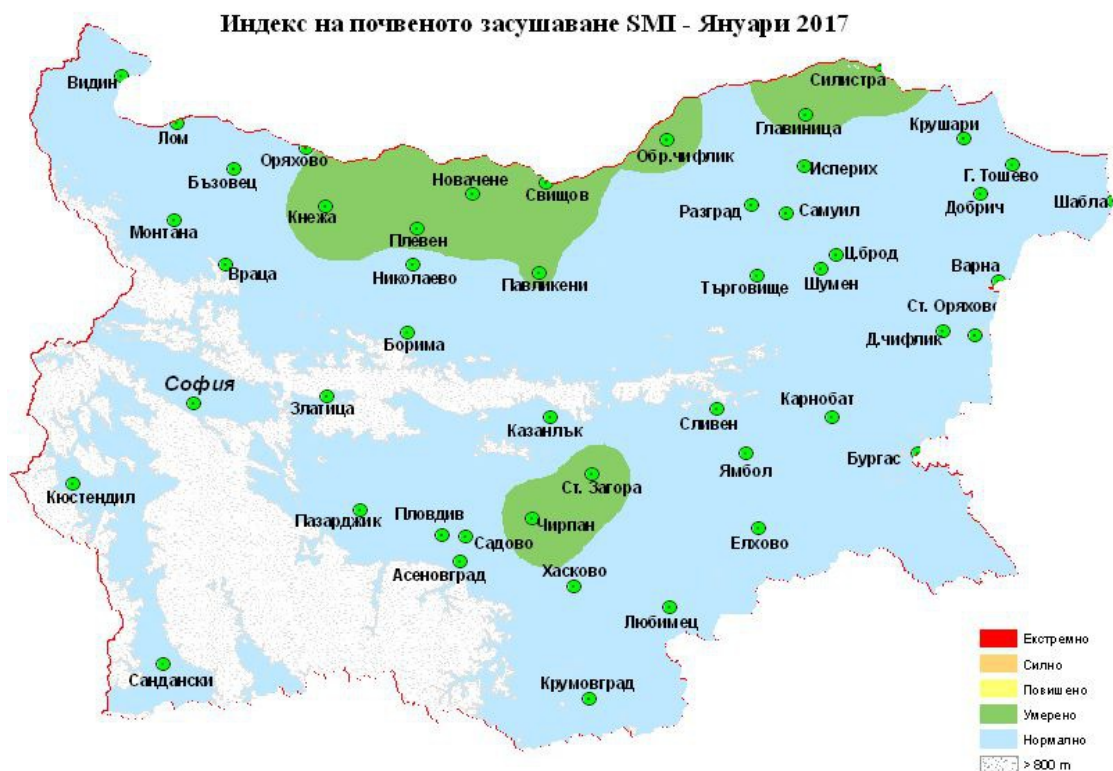 Индекс на почвеното засушаване SMI - Януари 2017
Видин
Силистра
Лом
Главиница
Крушари
Оряхово
Обр.чифлик
Бъзовец
Новачене
Свищов
Исперих
Г. Тошево
Кнежа
Разград
Самуил
Добрич
Шабла
Монтана
Плевен
Ц.брод
Враца
Николаево
Павликени
Търговище
Шумен
Варна
Ст. Оряхово
Борима
Д.чифлик
София
Златица
Казанлък
Сливен
Карнобат
Ямбол
Бургас
Кюстендил
Ст. Загора
Пазарджик
Пловдив
Чирпан
Садово
Елхово
Асеновград
Хасково
Любимец
Сандански
Крумовград
Екстремно
Силно
Повишено
Умерено
Нормално
> 800 m